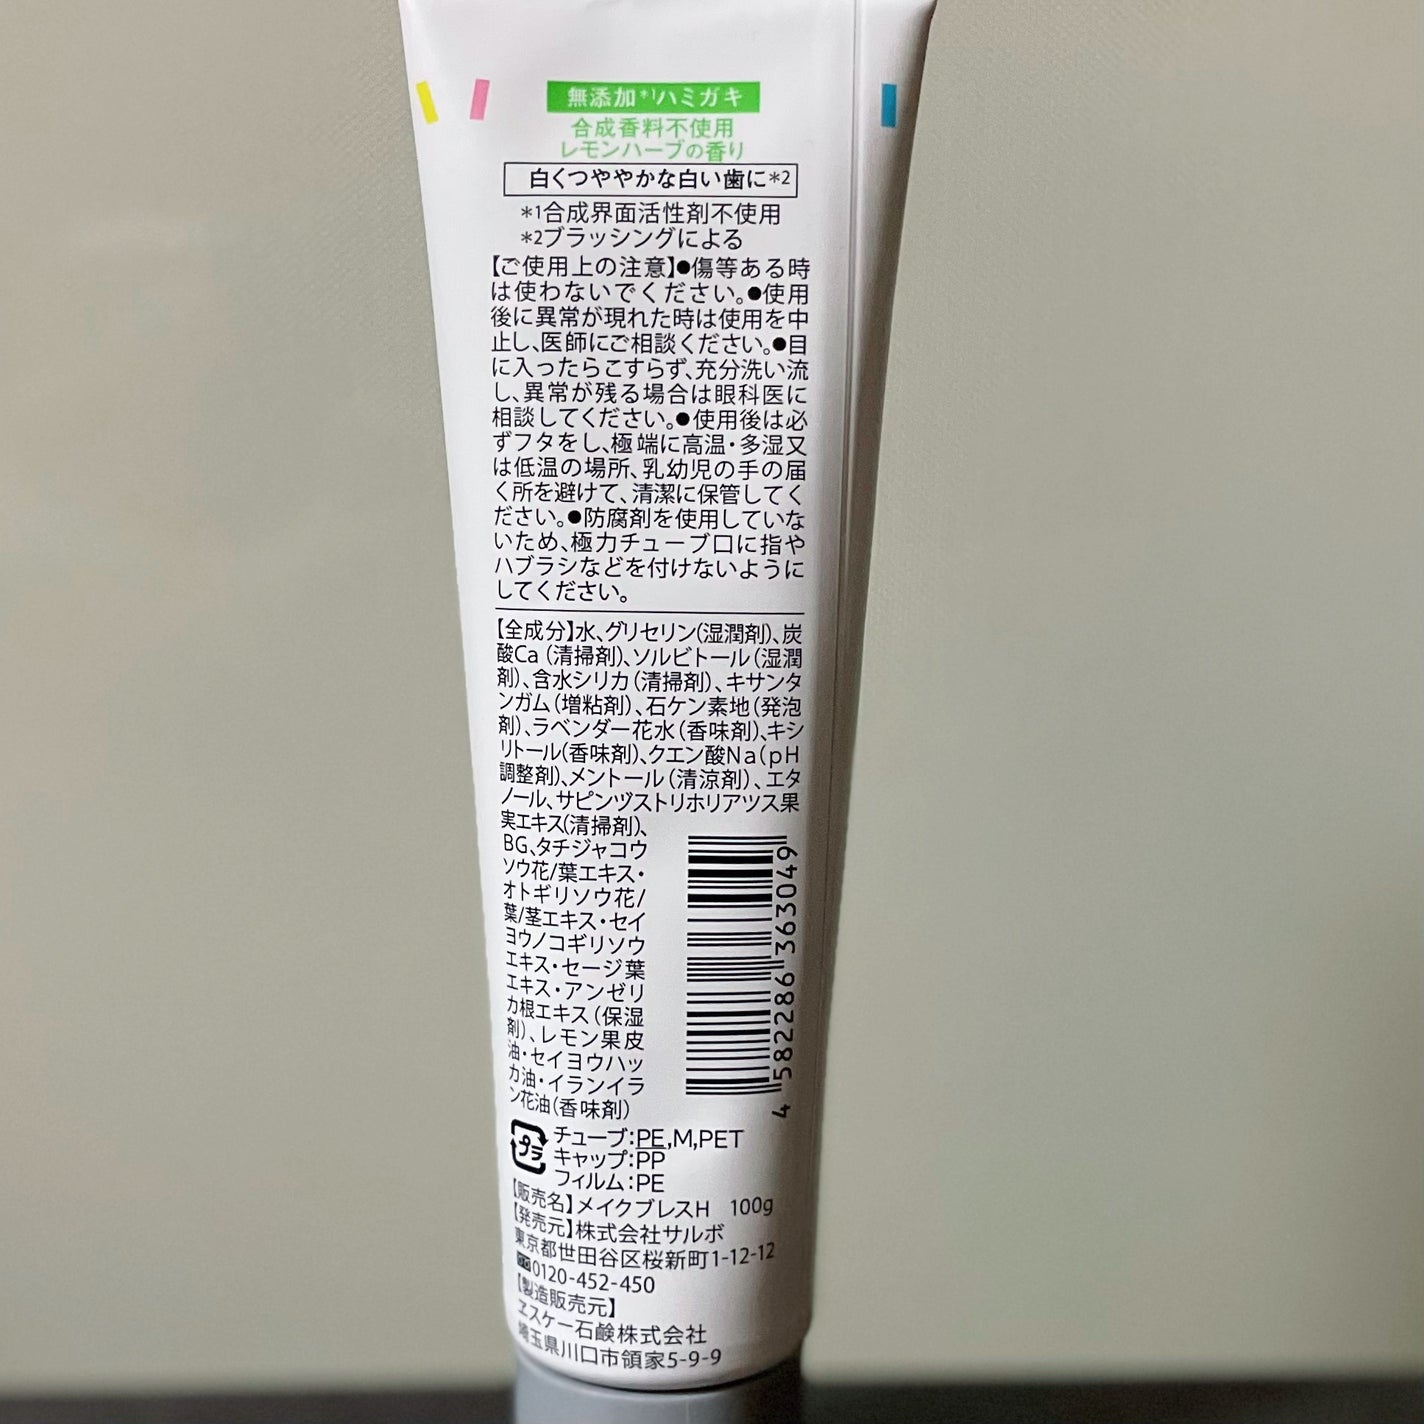 無添加*1ハミガキ
合成香料不使用
レモンハーブの香り
白くつややかな白い歯に*2
*1合成界面活性剤不使用
*2ブラッシングによる
【ご使用上の注意】●傷等ある時
は使わないでください。●使用
後に異常が現れた時は使用を中
止し、医師にご相談ください。●目
に入ったらこすらず、充分洗い流
し、異常が残る場合は眼科医に
相談してください。●使用後は必
ずフタをし、極端に高温・多湿又
は低温の場所、乳幼児の手の届
く所を避けて、清潔に保管してく
ださい。●防腐剤を使用していな
いため、極力チューブ口に指や
ハブラシなどを付けないように
してください。
【全成分】水、グリセリン(湿潤剤)、炭
酸Ca(清掃剤)、ソルビトール(湿潤
剤)、含水シリカ(清掃剤)、キサンタ
ンガム(増粘剤)、石ケン素地(発泡
剤)、ラベンダー花水(香味剤)、キシ
リトール(香味剤)、クエン酸Na(pH
調整剤)、メントール(清涼剤)、エタ
ノール、サピンヅストリホリアツス果
実エキス(清掃剤)、
BG、タチジャコウ
ソウ花/葉エキス・
オトギリソウ花/
葉/茎エキス・セイ
ヨウノコギリソウ
エキス・セージ葉
エキス・アンゼリ
カ根エキス(保湿
剤)、レモン果皮
油・セイヨウハッ
カ油・イランイラ
ン花油(香味剤)
4 582286 363049
プラ
チューブ:PE,M,PET
キャップ:PP
フィルム:PE
【販売名】メイクブレスH 100g
【発売元】株式会社サルボ
東京都世田谷区桜新町1-12-12
0120-452-450
【製造販売元】
ヱスケー石鹸株式会社
埼玉県川口市領家5-9-9